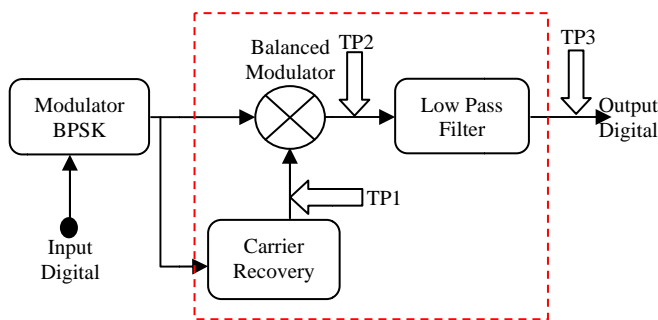 Modulator
BPSK
Input
Digital
Balanced
Modulator
TP2
Low Pass
Filter
TP3
Output
Digital
TP1
Carrier
Recovery